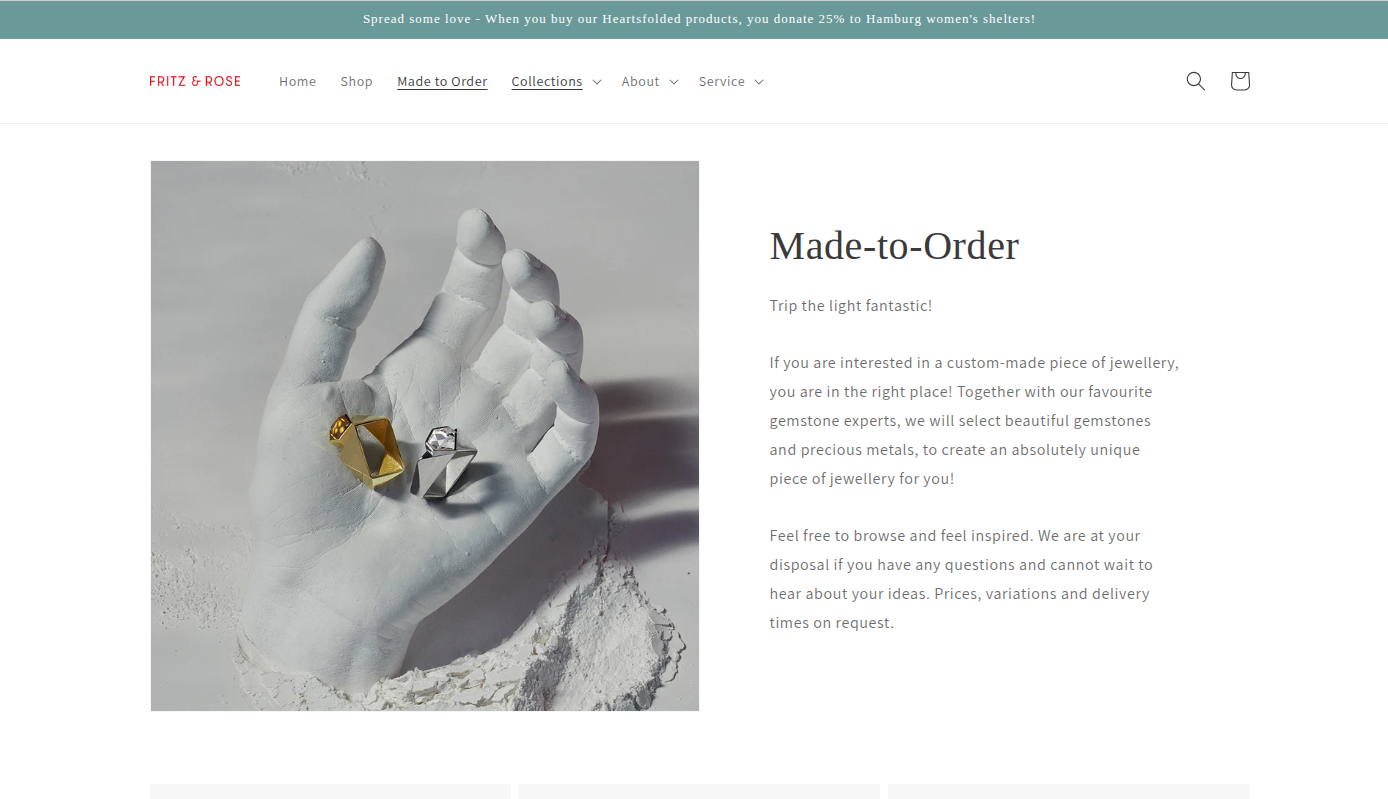 Spread some love - When you buy our Heartsfolded products, you donate 25% to Hamburg women's shelters!
FRITZ & ROSE
Home
Shop
Made to Order
Collections
About
Service
Made-to-Order
Trip the light fantastic!
If you are interested in a custom-made piece of jewellery,
you are in the right place! Together with our favourite
gemstone experts, we will select beautiful gemstones
and precious metals, to create an absolutely unique
piece of jewellery for you!
Feel free to browse and feel inspired. We are at your
disposal if you have any questions and cannot wait to
hear about your ideas. Prices, variations and delivery
times on request.